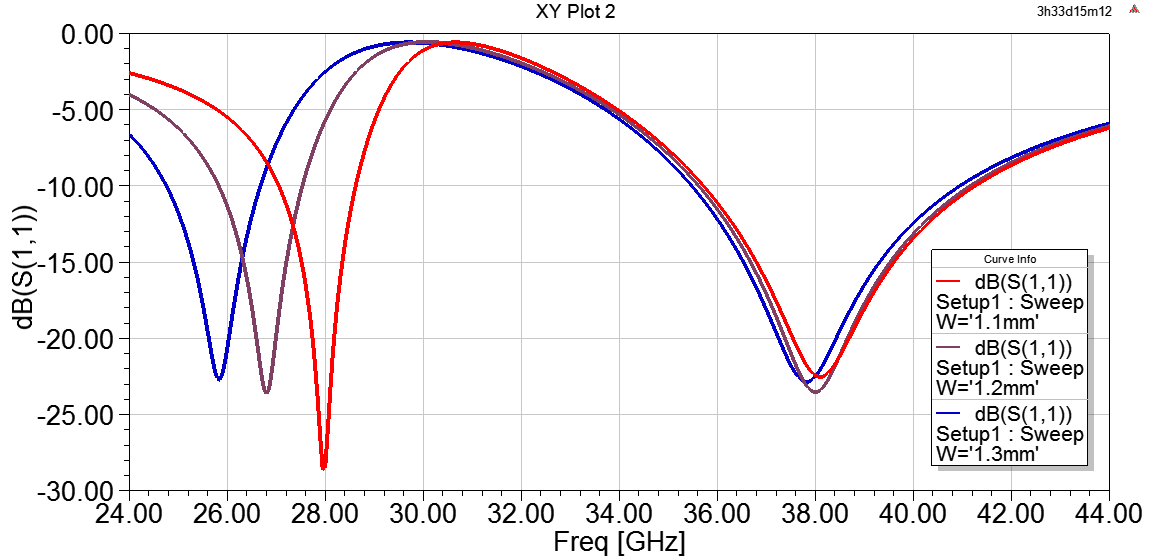 XY Plot 2
3h33d15m12
0.00
-5.00
-10.00
-15.00
-20.00
-25.00
-30.00
dB(S(1,1))
24.00 26.00 28.00 30.00 32.00 34.00 36.00 38.00 40.00 42.00 44.00
Freq [GHz]
Curve Info
dB(S(1,1))
Setup1 : Sweep
W='1.1mm'
dB(S(1,1))
Setup1 : Sweep
W='1.2mm'
dB(S(1,1))
Setup1 : Sweep
W='1.3mm'